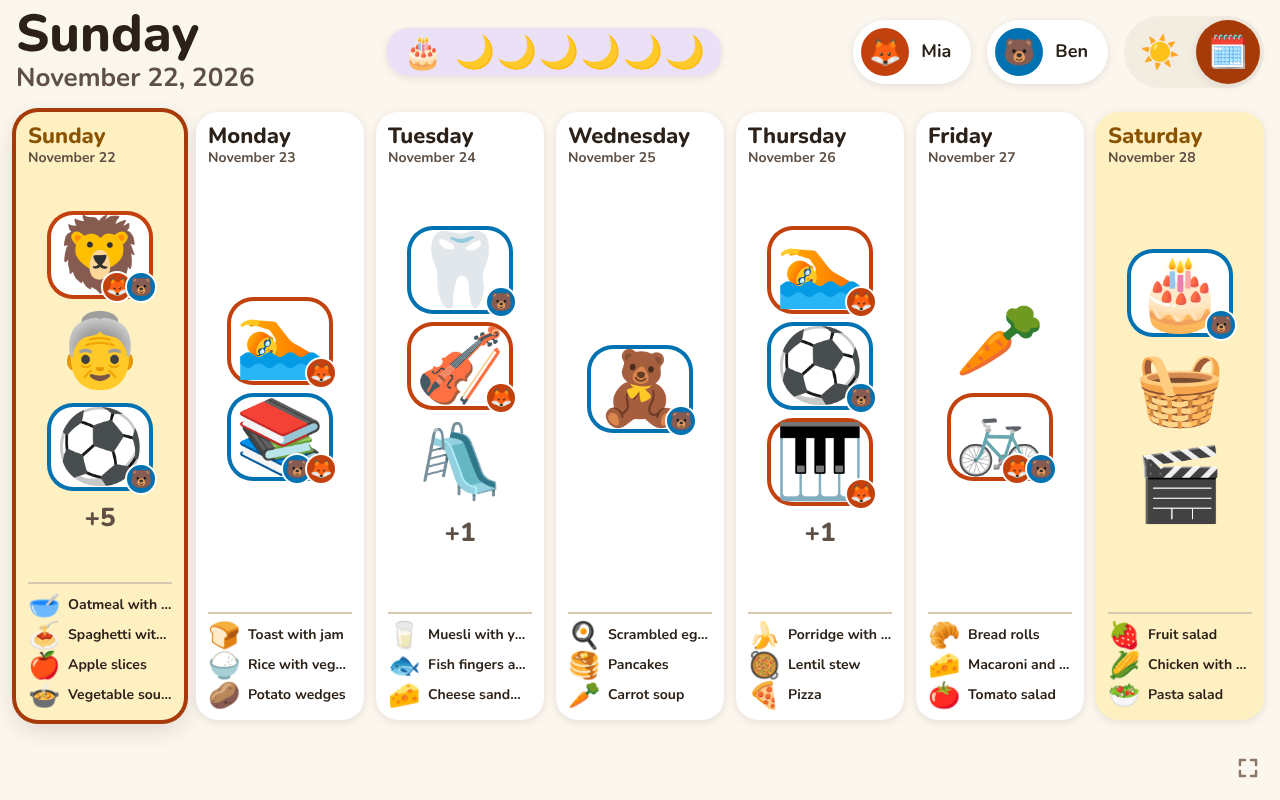 Sunday
November 22, 2026
Mia
Ben
Sunday
November 22
+5
Oatmeal with ...
Spaghetti wit...
Apple slices
Vegetable sou...
Monday
November 23
Toast with jam
Rice with veg...
Potato wedges
Tuesday
November 24
+1
Muesli with y...
Fish fingers a...
Cheese sand...
Wednesday
November 25
Scrambled eg...
Pancakes
Carrot soup
Thursday
November 26
+1
Porridge with ...
Lentil stew
Pizza
Friday
November 27
Bread rolls
Macaroni and ...
Tomato salad
Saturday
November 28
Fruit salad
Chicken with ...
Pasta salad